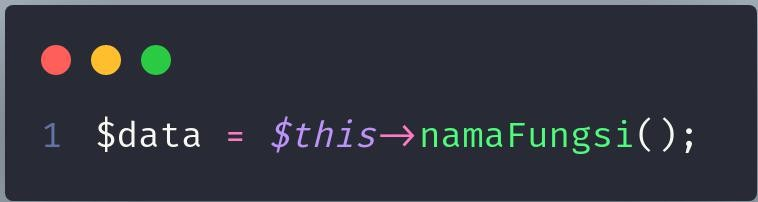 1 $data = $this->namaFungsi();